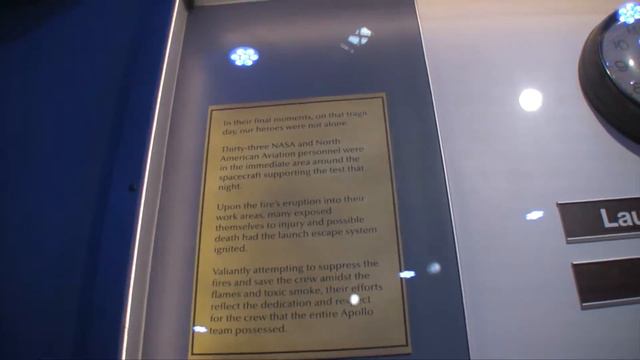 In their final moments, on that tragic
day, our heroes were not alone.
Thirty-three NASA and North
American Aviation personnel were
in the immediate area around the
spacecraft supporting the test that
night.
Upon the fire's eruption into their
work areas, many exposed
themselves to injury and possible
death had the launch escape system
ignited.
Valiantly attempting to suppress the
fires and save the crew amidst the
flames and toxic smoke, their efforts
reflect the dedication and respect
for the crew that the entire Apollo
team possessed.
Lau